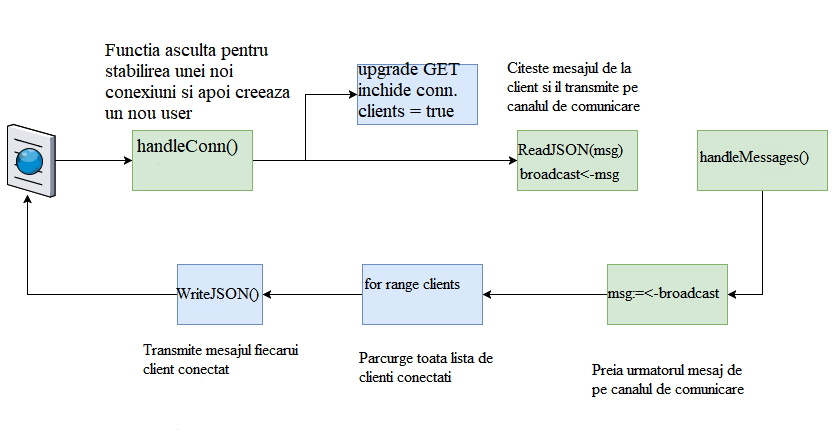 Functia asculta pentru
stabilirea unei noi
conexiuni si apoi creeaza
un nou user
handleConn()
upgrade GET
inchide conn.
clients = true
Citeste mesajul de la
client si il transmite pe
canalul de comunicare
ReadJSON(msg)
broadcast<-msg
handleMessages()
WriteJSON()
for range clients
msg:=<-broadcast
Transmite mesajul fiecarui
client conectat
Parcurge toata lista de
clienti conectati
Preia urmatorul mesaj de
pe canalul de comunicare